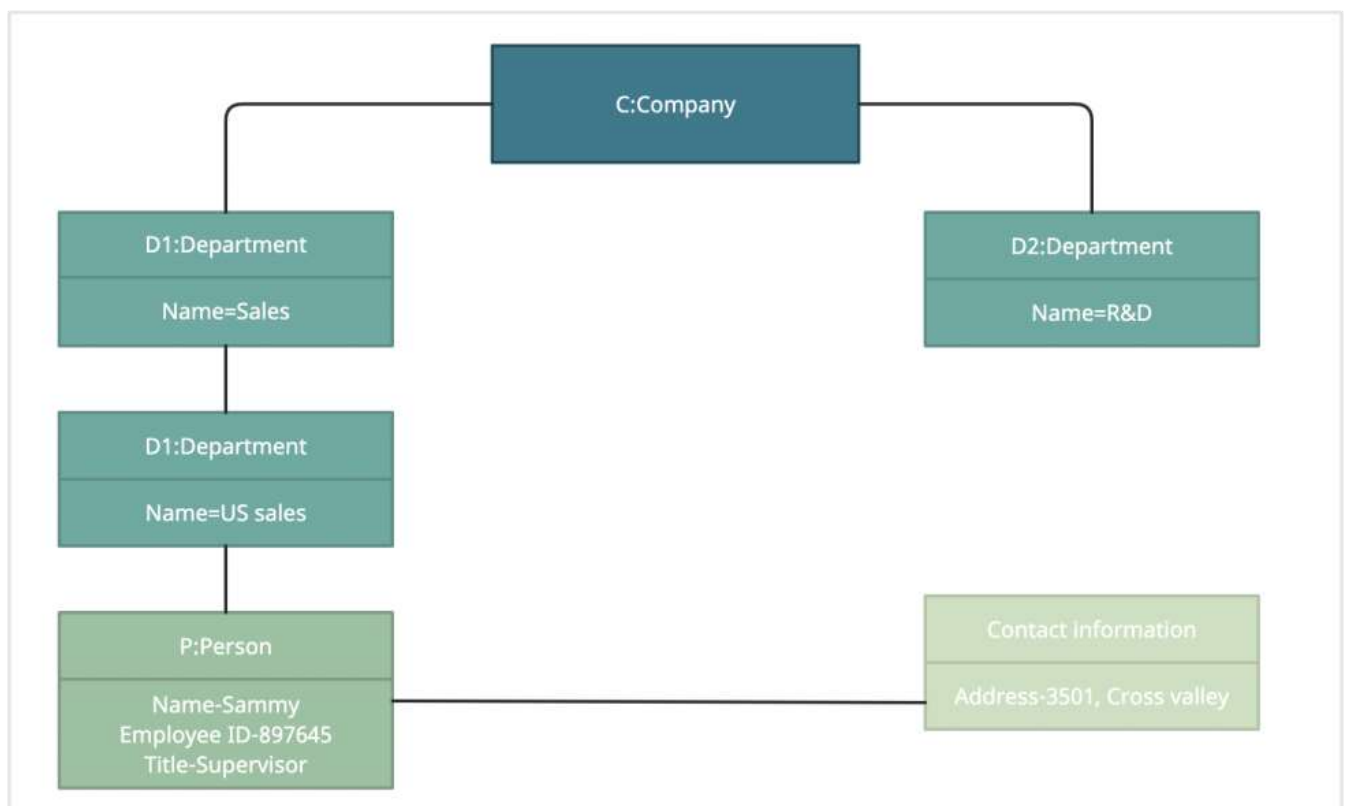 C:Company
D1:Department
Name=Sales
D2:Department
Name=R&D
D1:Department
Name=US sales
P:Person
Name-Sammy
Employee ID-897645
Title-Supervisor
Contact information
Address-3501, Cross valley